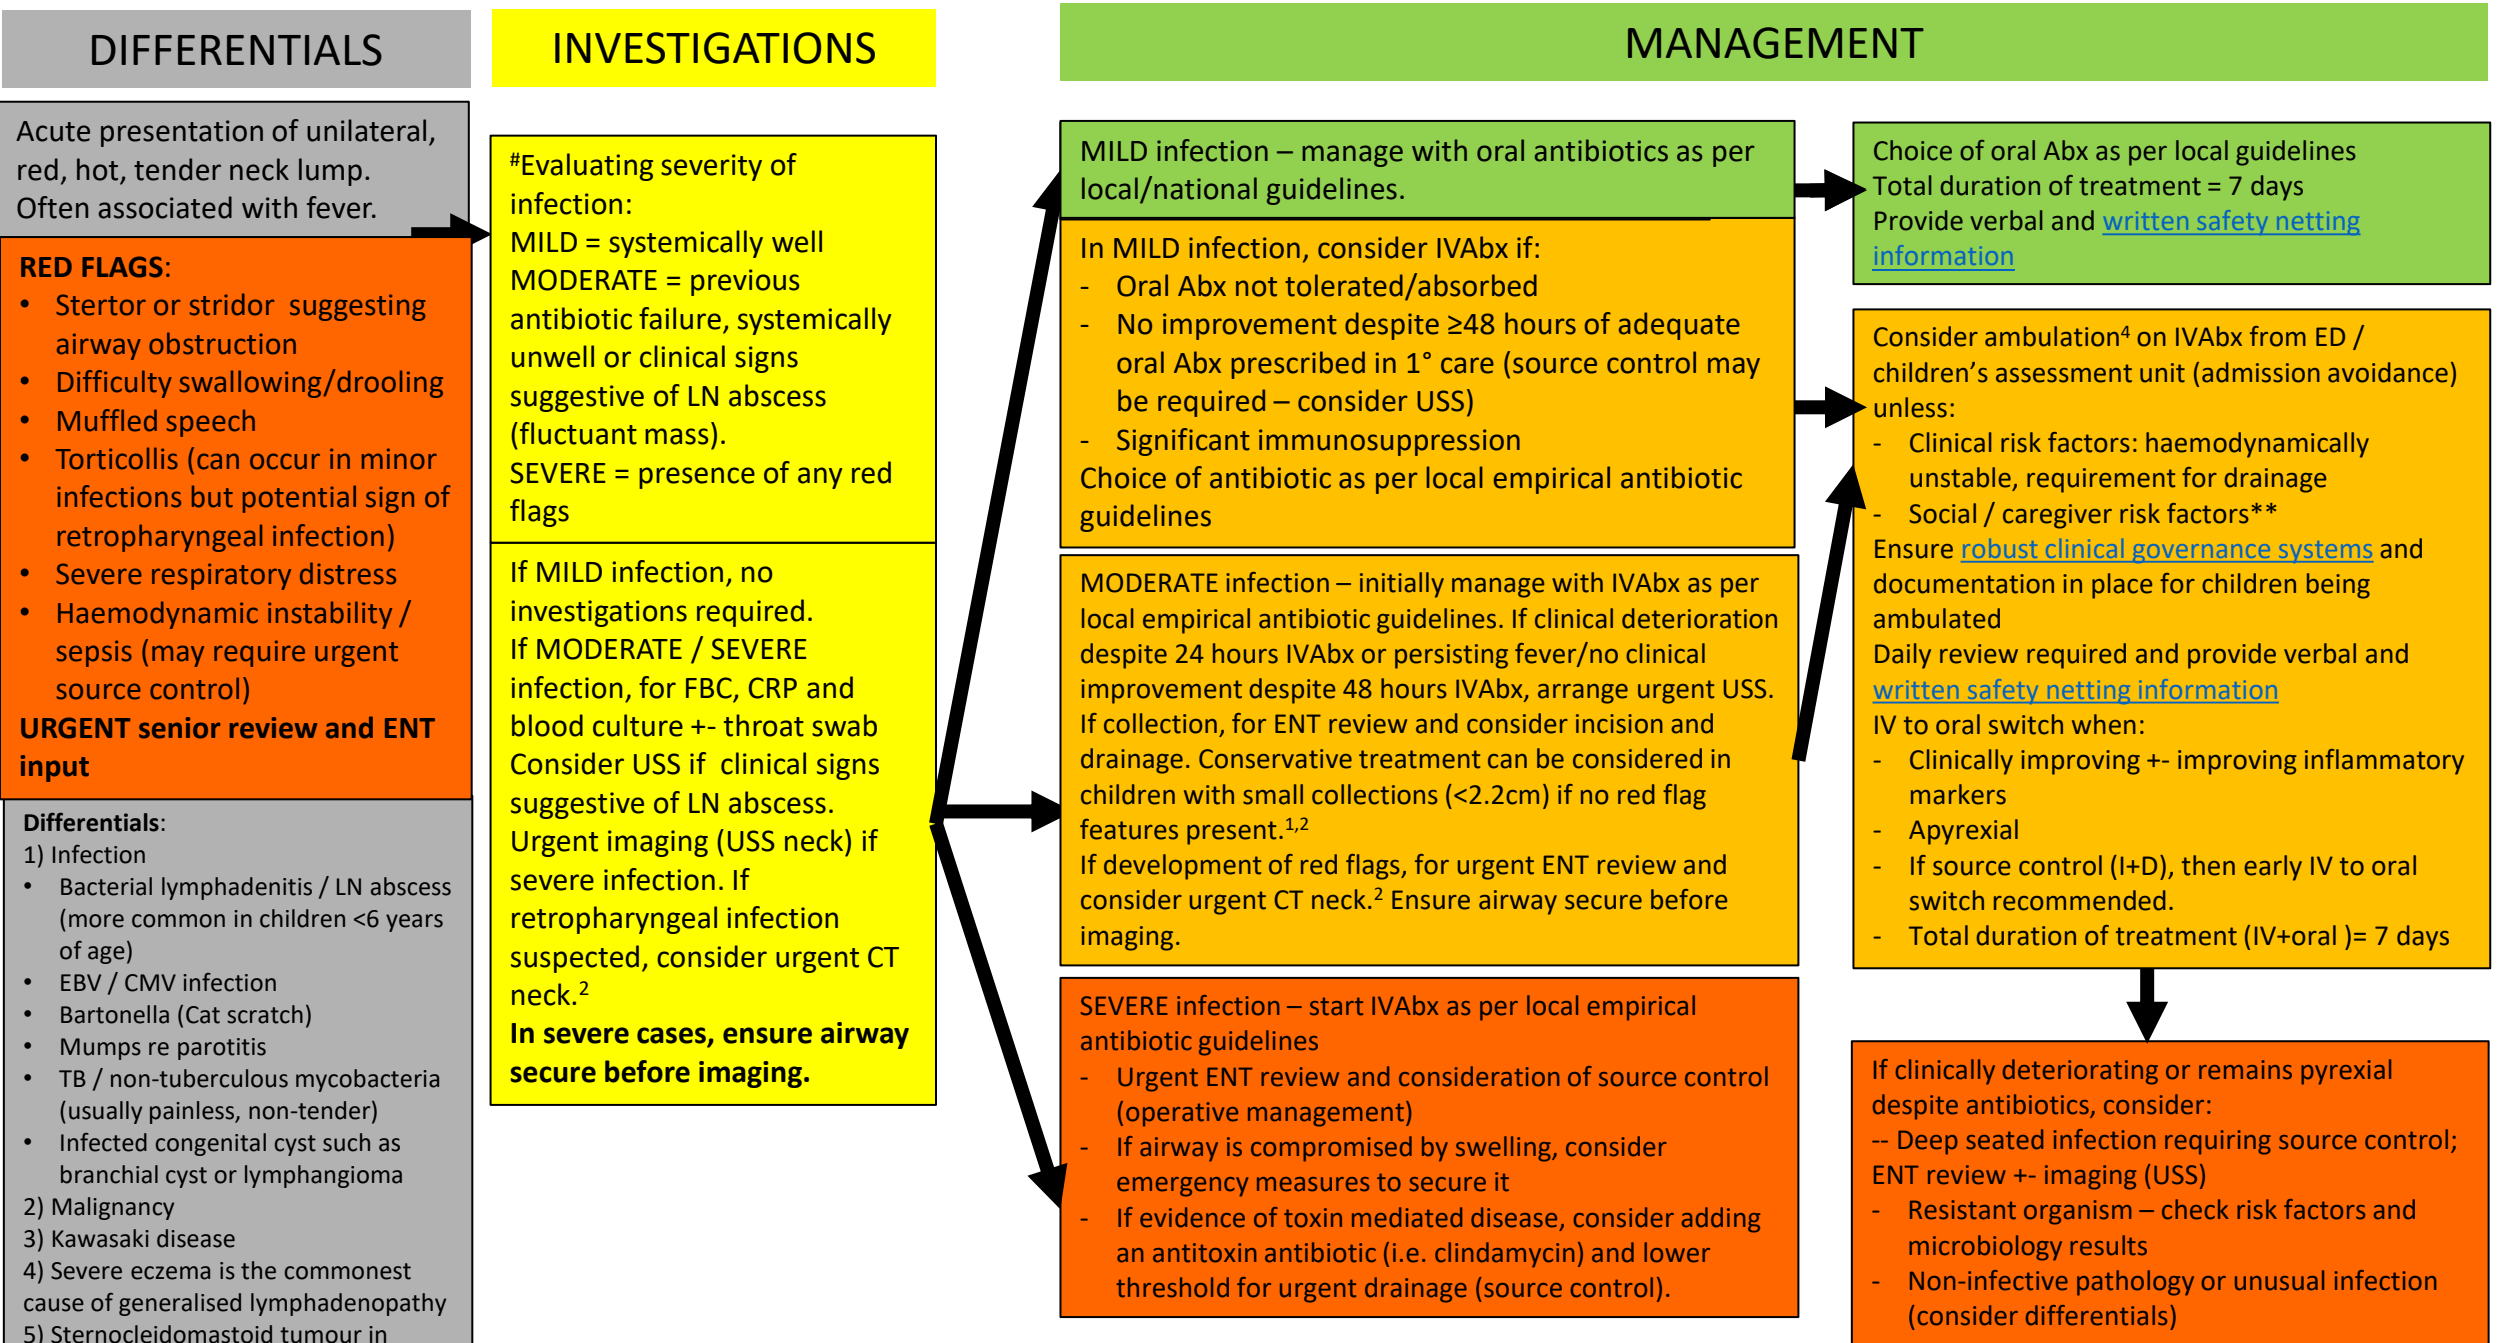 DIFFERENTIALS
Acute presentation of unilateral,
red, hot, tender neck lump.
Often associated with fever.
RED FLAGS:
• Stertor or stridor  suggesting
airway obstruction
• Difficulty swallowing/drooling
• Muffled speech
• Torticollis (can occur in minor
infections but potential sign of
retropharyngeal infection)
• Severe respiratory distress
• Haemodynamic instability /
sepsis (may require urgent
source control)
URGENT senior review and ENT
input
Differentials:
1) Infection
• Bacterial lymphadenitis / LN abscess
(more common in children <6 years
of age)
• EBV / CMV infection
• Bartonella (Cat scratch)
• Mumps re parotitis
• TB / non-tuberculous mycobacteria
(usually painless, non-tender)
• Infected congenital cyst such as
branchial cyst or lymphangioma
2) Malignancy
3) Kawasaki disease
4) Severe eczema is the commonest
cause of generalised lymphadenopathy
5) Sternocleidomastoid tumour in
INVESTIGATIONS
#Evaluating severity of
infection:
MILD = systemically well
MODERATE = previous
antibiotic failure, systemically
unwell or clinical signs
suggestive of LN abscess
(fluctuant mass).
SEVERE = presence of any red
flags
If MILD infection, no
investigations required.
If MODERATE / SEVERE
infection, for FBC, CRP and
blood culture +- throat swab
Consider USS if  clinical signs
suggestive of LN abscess.
Urgent imaging (USS neck) if
severe infection. If
retropharyngeal infection
suspected, consider urgent CT
neck.2
In severe cases, ensure airway
secure before imaging.
MANAGEMENT
MILD infection – manage with oral antibiotics as per
local/national guidelines.
In MILD infection, consider IVAbx if:
- Oral Abx not tolerated/absorbed
- No improvement despite ≥48 hours of adequate
oral Abx prescribed in 1° care (source control may
be required – consider USS)
- Significant immunosuppression
Choice of antibiotic as per local empirical antibiotic
guidelines
MODERATE infection – initially manage with IVAbx as per
local empirical antibiotic guidelines. If clinical deterioration
despite 24 hours IVAbx or persisting fever/no clinical
improvement despite 48 hours IVAbx, arrange urgent USS.
If collection, for ENT review and consider incision and
drainage. Conservative treatment can be considered in
children with small collections (<2.2cm) if no red flag
features present.1,2
If development of red flags, for urgent ENT review and
consider urgent CT neck.2 Ensure airway secure before
imaging.
SEVERE infection – start IVAbx as per local empirical
antibiotic guidelines
- Urgent ENT review and consideration of source control
(operative management)
- If airway is compromised by swelling, consider
emergency measures to secure it
- If evidence of toxin mediated disease, consider adding
an antitoxin antibiotic (i.e. clindamycin) and lower
threshold for urgent drainage (source control).
Choice of oral Abx as per local guidelines
Total duration of treatment = 7 days
Provide verbal and written safety netting
information
Consider ambulation4 on IVAbx from ED /
children’s assessment unit (admission avoidance)
unless:
- Clinical risk factors: haemodynamically
unstable, requirement for drainage
- Social / caregiver risk factors**
Ensure robust clinical governance systems and
documentation in place for children being
ambulated
Daily review required and provide verbal and
written safety netting information
IV to oral switch when:
- Clinically improving +- improving inflammatory
markers
- Apyrexial
- If source control (I+D), then early IV to oral
switch recommended.
- Total duration of treatment (IV+oral )= 7 days
If clinically deteriorating or remains pyrexial
despite antibiotics, consider:
-- Deep seated infection requiring source control;
ENT review +- imaging (USS)
- Resistant organism – check risk factors and
microbiology results
- Non-infective pathology or unusual infection
(consider differentials)